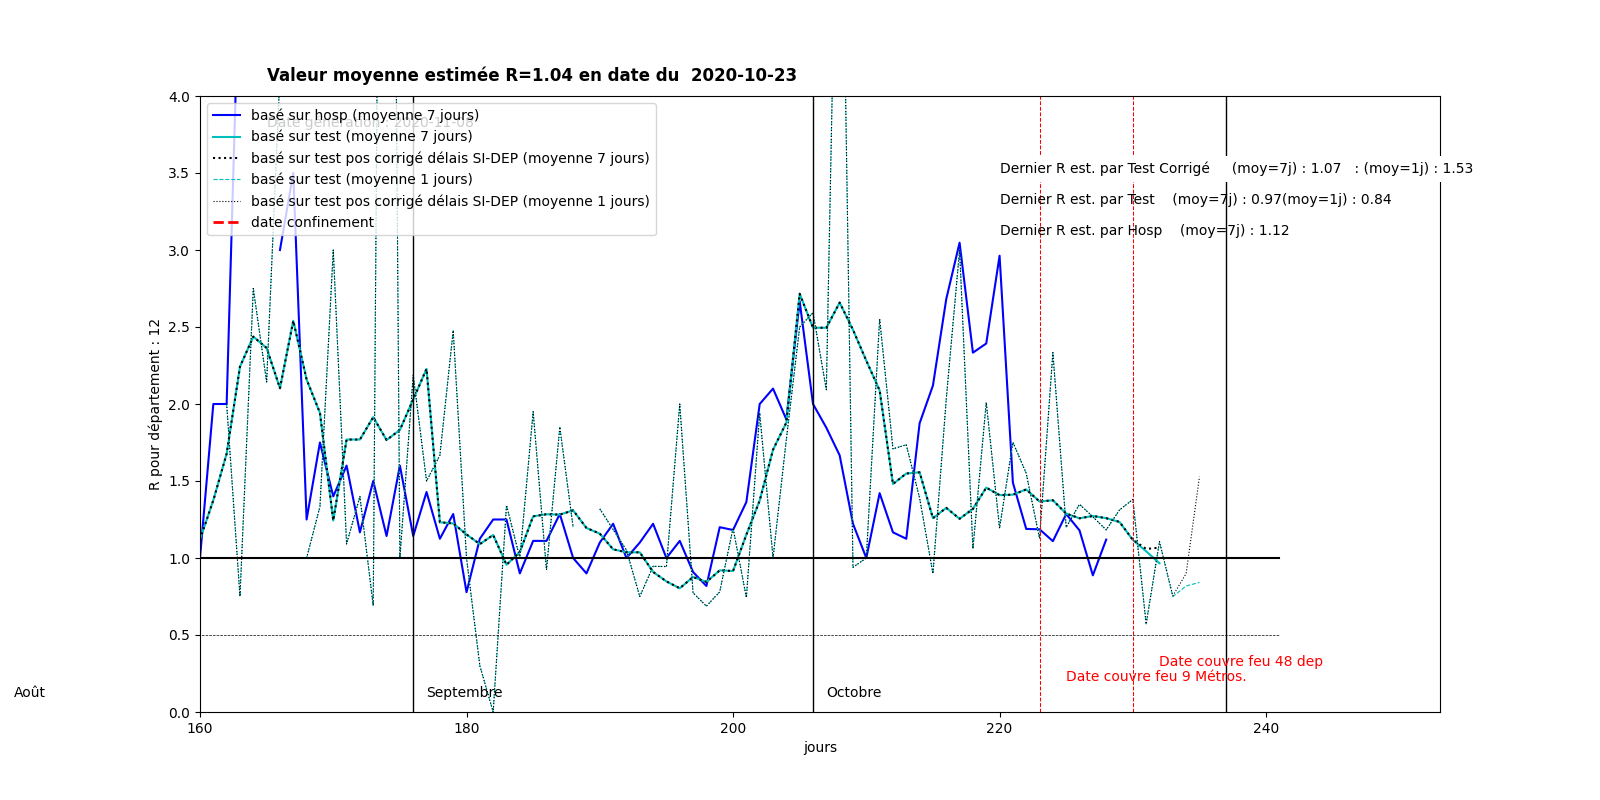 Valeur moyenne estimée R=1.04 en date du 2020-10-23
4.0
3.5
3.0
2.5
2.0
1.5
1.0
0.5
0.0
R pour département : 12
basé sur hosp (moyenne 7 jours)
Date génération : 2020-11-08
basé sur test (moyenne 7 jours)
basé sur test pos corrigé délais SI-DEP (moyenne 7 jours)
basé sur test (moyenne 1 jours)
basé sur test pos corrigé délais SI-DEP (moyenne 1 jours)
date confinement
Dernier R est. par Test Corrigé (moy=7j) : 1.07 : (moy=1j) : 1.53
Dernier R est. par Test (moy=7j) : 0.97(moy=1j) : 0.84
Dernier R est. par Hosp (moy=7j) : 1.12
Date couvre feu 48 dep
Date couvre feu 9 Métros.
Août
Septembre
Octobre
160
180
200
220
240
jours